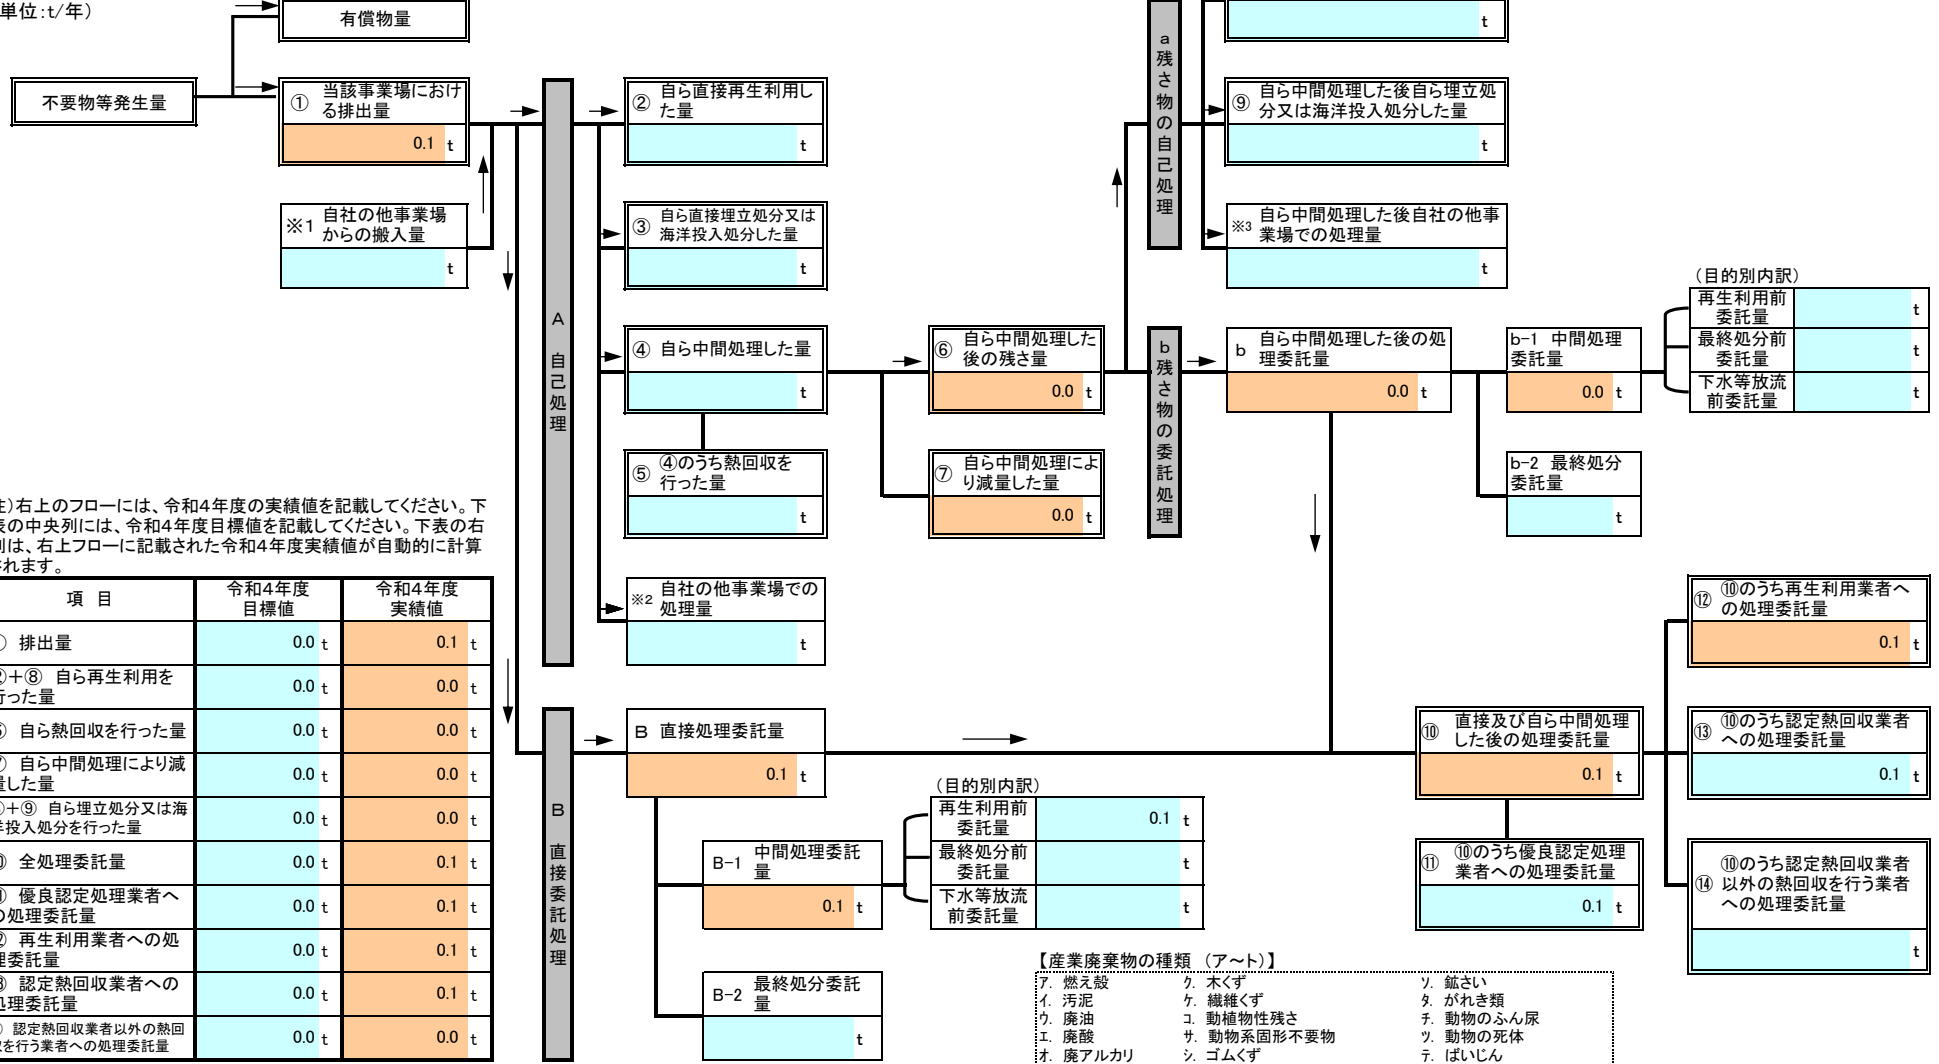 単位:t/年)
有償物量
t
不要物等発生量
① 当該事業場におけ
る排出量
0.1 t
※1 自社の他事業場
からの搬入量
t
A 自己処理
② 自ら直接再生利用し
た量
t
③ 自ら直接埋立処分又は
海洋投入処分した量
t
④ 自ら中間処理した量
t
⑤ ④のうち熱回収を
行った量
t
※2 自社の他事業場での
処理量
t
⑥ 自ら中間処理した
後の残さ量
0.0 t
⑦ 自ら中間処理によ
り減量した量
0.0 t
a 残さ物の自己処理
⑨ 自ら中間処理した後自ら埋立処
分又は海洋投入処分した量
t
※3 自ら中間処理した後自社の他事
業場での処理量
t
b 残さ物の委託処理
b 自ら中間処理した後の処
理委託量
0.0 t
b-1 中間処理
委託量
0.0 t
b-2 最終処分
委託量
t
(目的別内訳)
再生利用前
委託量
t
最終処分前
委託量
t
下水等放流
前委託量
t
)右上のフローには、令和4年度の実績値を記載してください。下
の中央列には、令和4年度目標値を記載してください。下表の右
は、右上フローに記載された令和4年度実績値が自動的に計算
れます。
項 目
令和4年度
目標値
令和4年度
実績値
排出量
0.0 t
0.1 t
+⑧ 自ら再生利用を
った量
0.0 t
0.0 t
自ら熱回収を行った量
0.0 t
0.0 t
自ら中間処理により減
した量
0.0 t
0.0 t
+⑨ 自ら埋立処分又は海
投入処分を行った量
0.0 t
0.0 t
全処理委託量
0.0 t
0.1 t
優良認定処理業者へ
の処理委託量
0.0 t
0.1 t
再生利用業者への処
理委託量
0.0 t
0.1 t
認定熱回収業者への
処理委託量
0.0 t
0.1 t
認定熱回収業者以外の熱回
収を行う業者への処理委託量
0.0 t
0.0 t
B 直接委託処理
B 直接処理委託量
0.1 t
B-1 中間処理委託
量
0.1 t
B-2 最終処分委託
量
t
(目的別内訳)
再生利用前
委託量
0.1 t
最終処分前
委託量
t
下水等放流
前委託量
t
⑩ 直接及び自ら中間処理
した後の処理委託量
0.1 t
⑪ ⑩のうち優良認定処理
業者への処理委託量
0.1 t
⑫ ⑩のうち再生利用業者へ
の処理委託量
0.1 t
⑬ ⑩のうち認定熱回収業者
への処理委託量
0.1 t
⑭ ⑩のうち認定熱回収業者
以外の熱回収を行う業者
への処理委託量
t
【産業廃棄物の種類 (ア~ト)】
ア. 燃え殻 ク. 木くず ソ. 鉱さい
イ. 汚泥 ケ. 繊維くず タ. がれき類
ウ. 廃油 コ. 動植物性残さ チ. 動物のふん尿
エ. 廃酸 サ. 動物系固形不要物 ツ. 動物の死体
オ. 廃アルカリ シ. ゴムくず テ. ばいじん